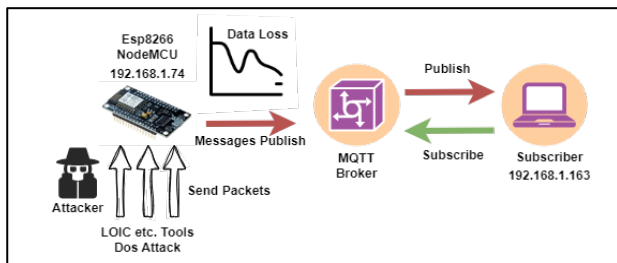 Esp8266
NodeMCU
192.168.1.74
Data Loss
Messages Publish
Attacker
Send Packets
LOIC etc. Tools
Dos Attack
MQTT
Broker
Publish
Subscribe
Subscriber
192.168.1.163